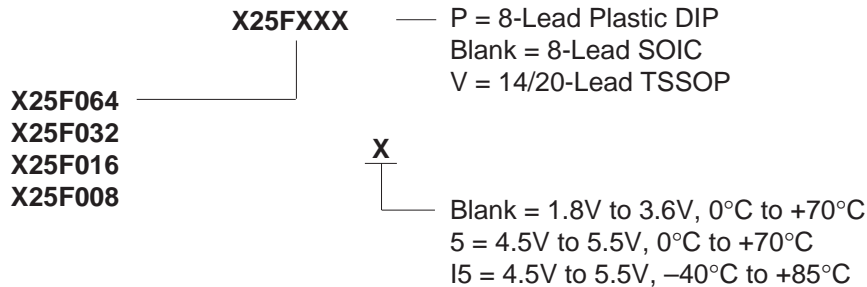 X25FXXX
P = 8-Lead Plastic DIP
Blank = 8-Lead SOIC
V = 14/20-Lead TSSOP
X25F064
X25F032
X25F016
X25F008
X
Blank = 1.8V to 3.6V, 0°C to +70°C
5 = 4.5V to 5.5V, 0°C to +70°C
I5 = 4.5V to 5.5V, –40°C to +85°C